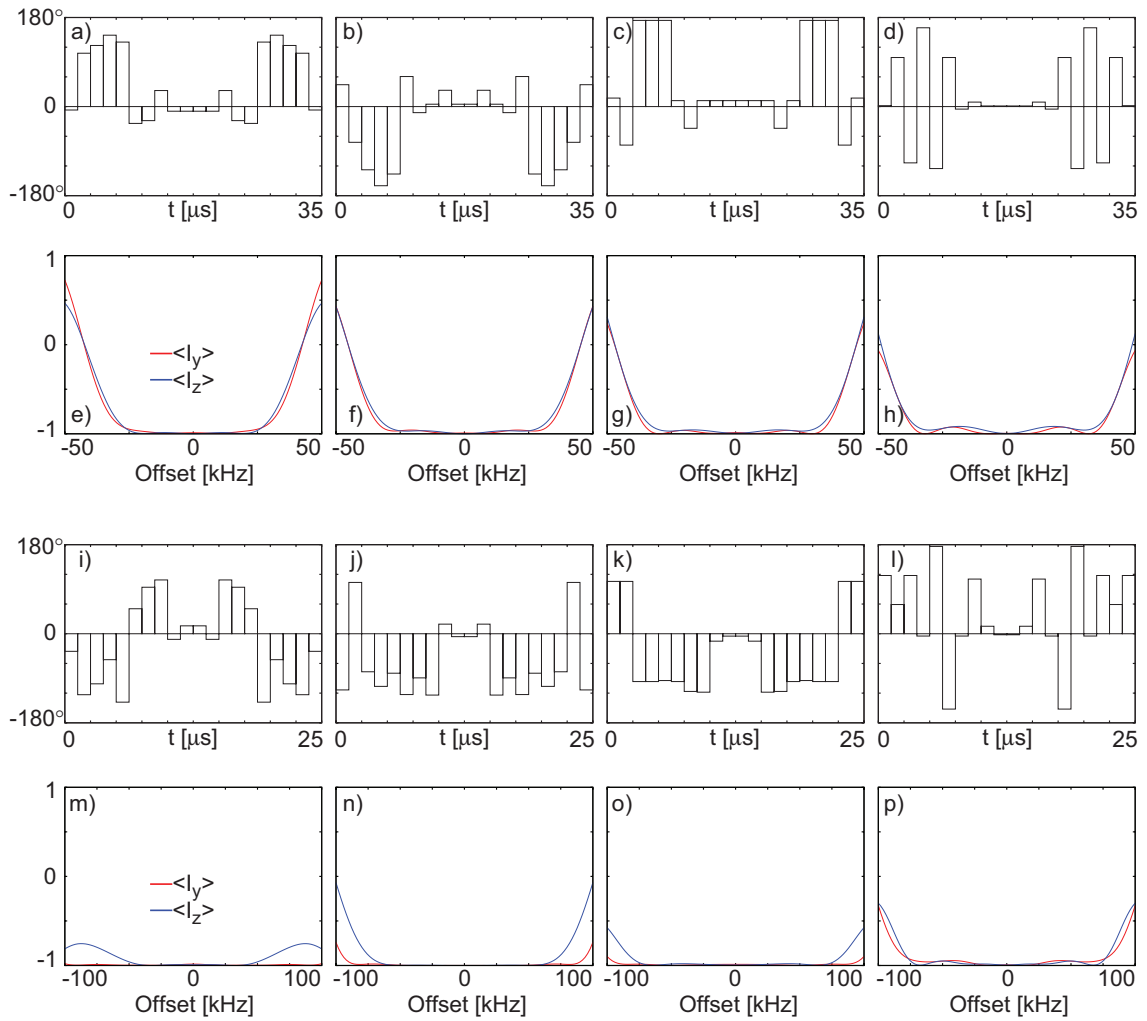 180° a) b) c) d)
0
-180°
0 t [µs] 35 0 t [µs] 35 0 t [µs] 35 0 t [µs] 35
1
0
<I_y>
<I_z>
e) f) g) h)
-1
-50 0 50 -50 0 50 -50 0 50 -50 0 50
Offset [kHz] Offset [kHz] Offset [kHz] Offset [kHz]
180° i) j) k) l)
0
-180°
0 t [µs] 25 0 t [µs] 25 0 t [µs] 25 0 t [µs] 25
1 m) n) o) p)
0
<I_y>
<I_z>
-1
-100 0 100 -100 0 100 -100 0 100 -100 0 100
Offset [kHz] Offset [kHz] Offset [kHz] Offset [kHz]